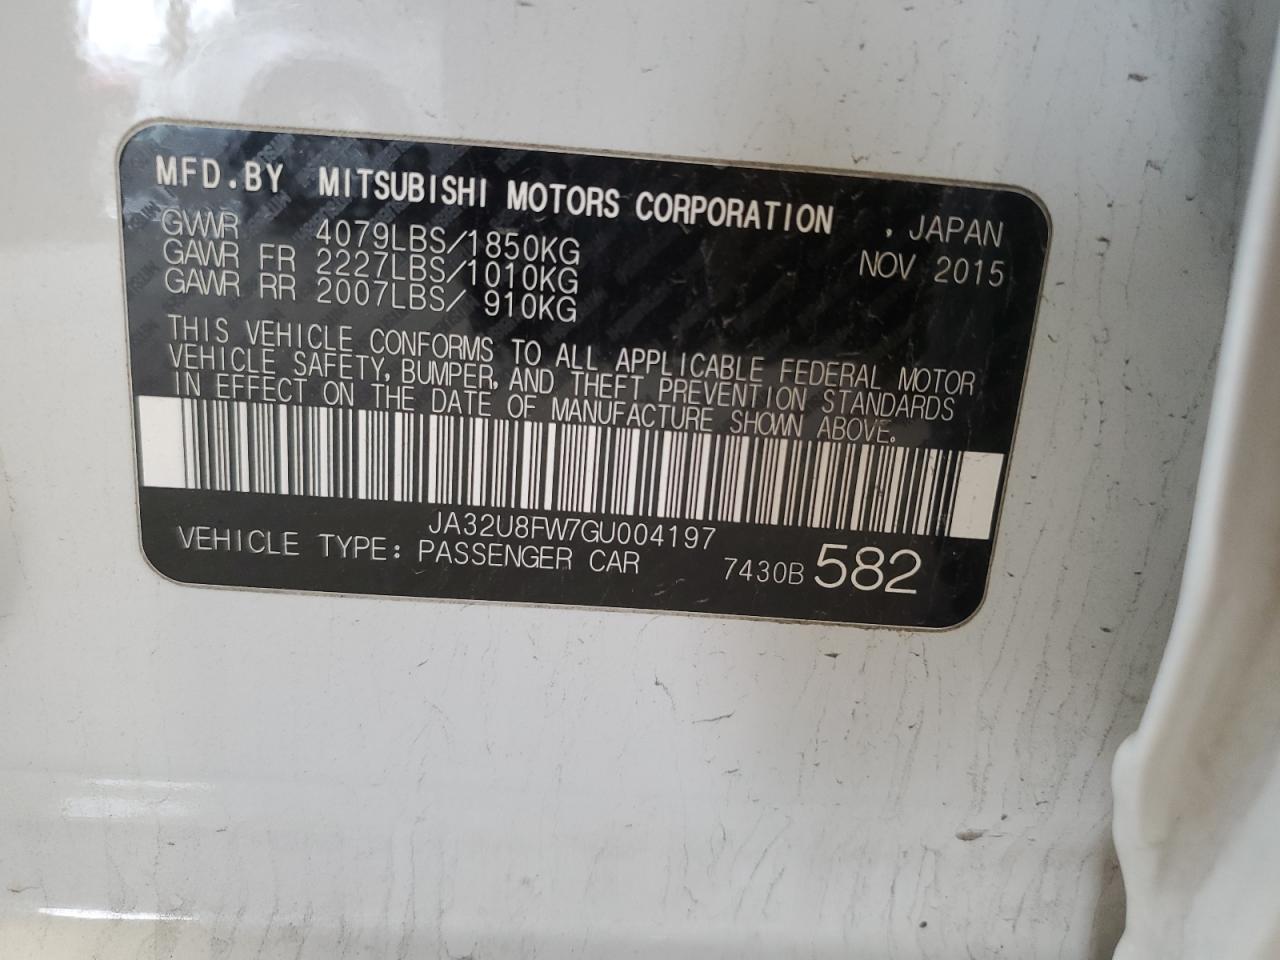 MFD.BY MITSUBISHI MOTORS CORPORATION , JAPAN
GVWR 4079LBS/1850KG NOV 2015
GAWR FR 2227LBS/1010KG
GAWR RR 2007LBS/ 910KG
THIS VEHICLE CONFORMS TO ALL APPLICABLE FEDERAL MOTOR
VEHICLE SAFETY, BUMPER, AND THEFT PREVENTION STANDARDS
IN EFFECT ON THE DATE OF MANUFACTURE SHOWN ABOVE.
JA32U8FW7GU004197
VEHICLE TYPE: PASSENGER CAR 7430B 582